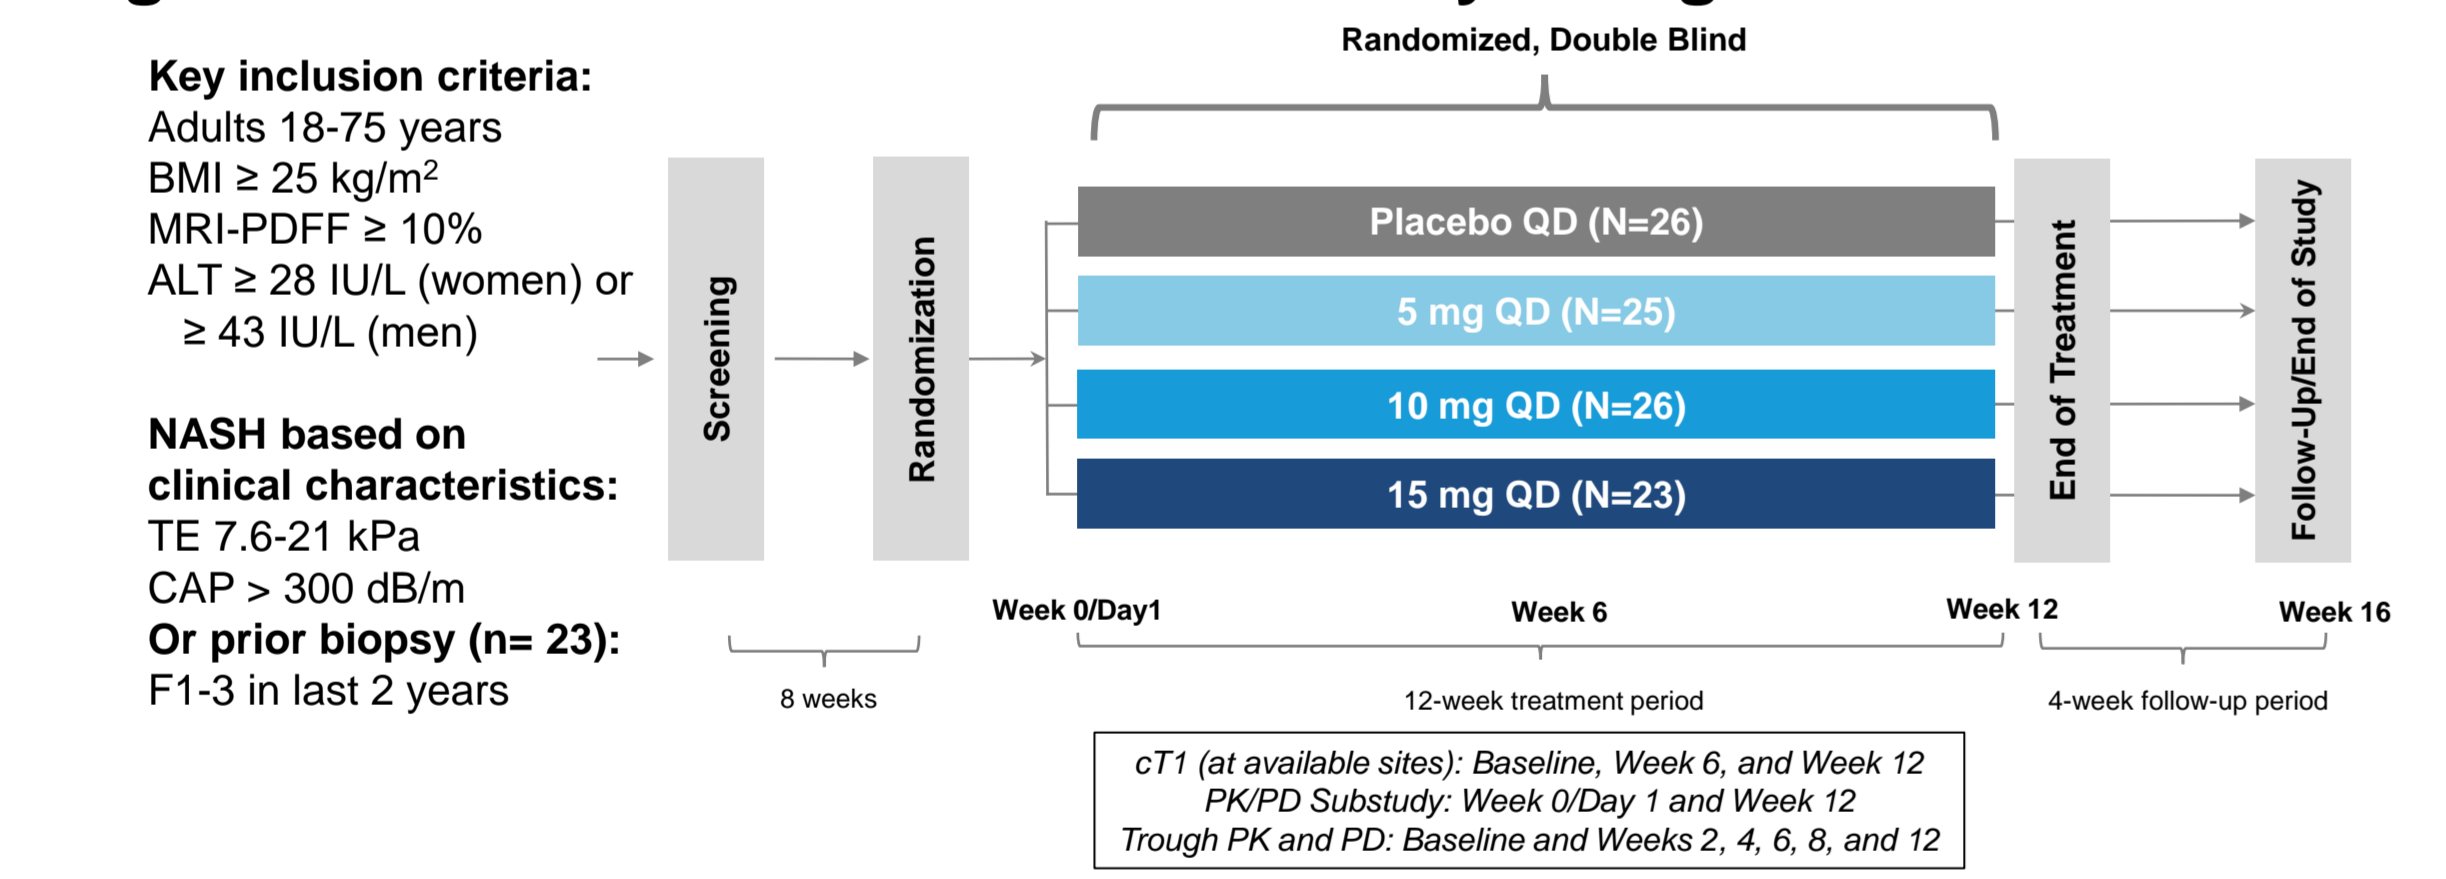 Key inclusion criteria:
Adults 18-75 years
BMI ≥ 25 kg/m²
MRI-PDFF ≥ 10%
ALT ≥ 28 IU/L (women) or
≥ 43 IU/L (men)
NASH based on
clinical characteristics:
TE 7.6-21 kPa
CAP > 300 dB/m
Or prior biopsy (n= 23):
F1-3 in last 2 years
Screening
Randomization
Randomized, Double Blind
Placebo QD (N=26)
5 mg QD (N=25)
10 mg QD (N=26)
15 mg QD (N=23)
End of Treatment
Follow-Up/End of Study
Week 0/Day1
Week 6
Week 12
Week 16
8 weeks
12-week treatment period
4-week follow-up period
cT1 (at available sites): Baseline, Week 6, and Week 12
PK/PD Substudy: Week 0/Day 1 and Week 12
Trough PK and PD: Baseline and Weeks 2, 4, 6, 8, and 12